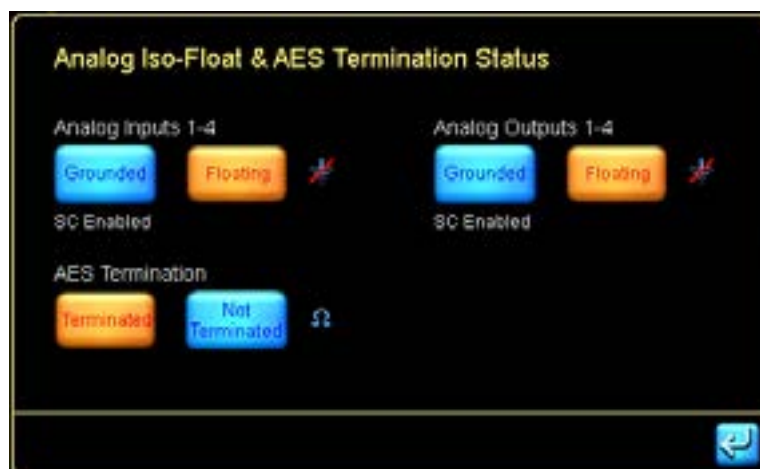 Analog Iso-Float & AES Termination Status
Analog Inputs 1-4
Grounded
Floating
SC Enabled
Analog Outputs 1-4
Grounded
Floating
SC Enabled
AES Termination
Terminated
Not
Terminated
Ω